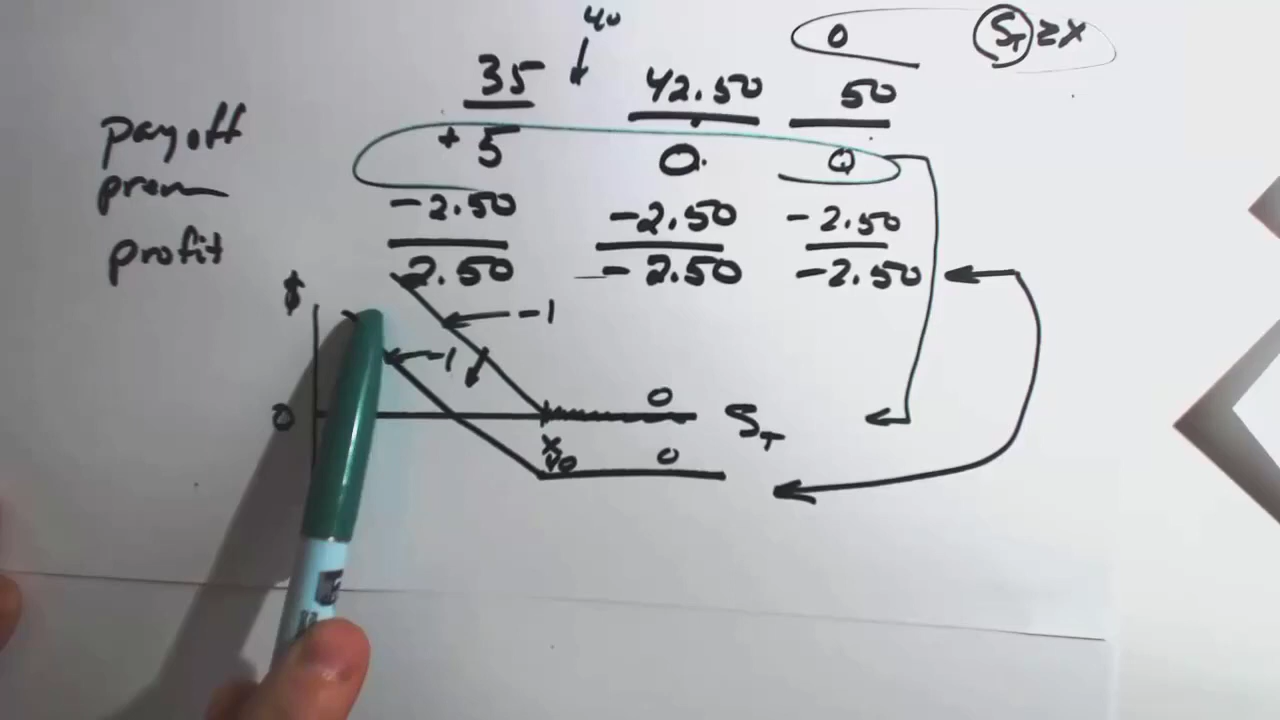 40
0 S_T ≥ X
35 42.50 50
payoff + 5 0 0
prem -2.50 -2.50 -2.50
profit 2.50 -2.50 -2.50
$
-1
-1
0
0 S_T
X
40 0